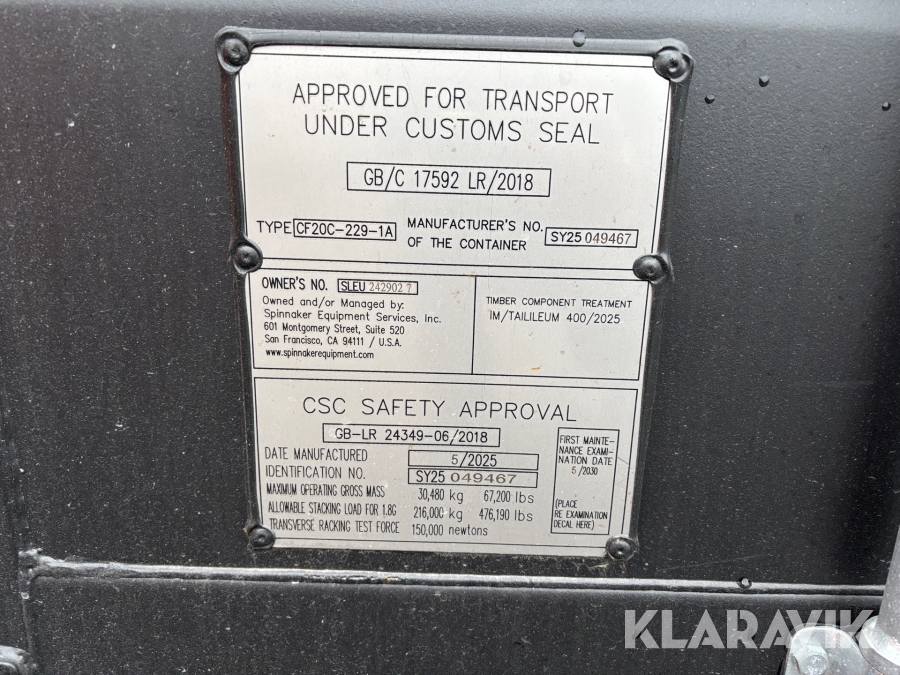 APPROVED FOR TRANSPORT
UNDER CUSTOMS SEAL
GB/C 17592 LR/2018
TYPE CF20C-229-1A MANUFACTURER'S NO. OF THE CONTAINER SY25 049467
OWNER'S NO. SLEU 242902 7
Owned and/or Managed by:
Spinnaker Equipment Services, Inc.
601 Montgomery Street, Suite 520
San Francisco, CA 94111 / U.S.A.
www.spinnakerequipment.com
TIMBER COMPONENT TREATMENT
IM/TAILILEUM 400/2025
CSC SAFETY APPROVAL
GB-LR 24349-06/2018
DATE MANUFACTURED 5/2025
IDENTIFICATION NO. SY25 049467
MAXIMUM OPERATING GROSS MASS 30,480 kg 67,200 lbs
ALLOWABLE STACKING LOAD FOR 1.8G 216,000 kg 476,190 lbs
TRANSVERSE RACKING TEST FORCE 150,000 newtons
FIRST MAINTE-
NANCE EXAMI-
NATION DATE
5/2030
(PLACE
RE EXAMINATION
DECAL HERE)
KLARAVIK